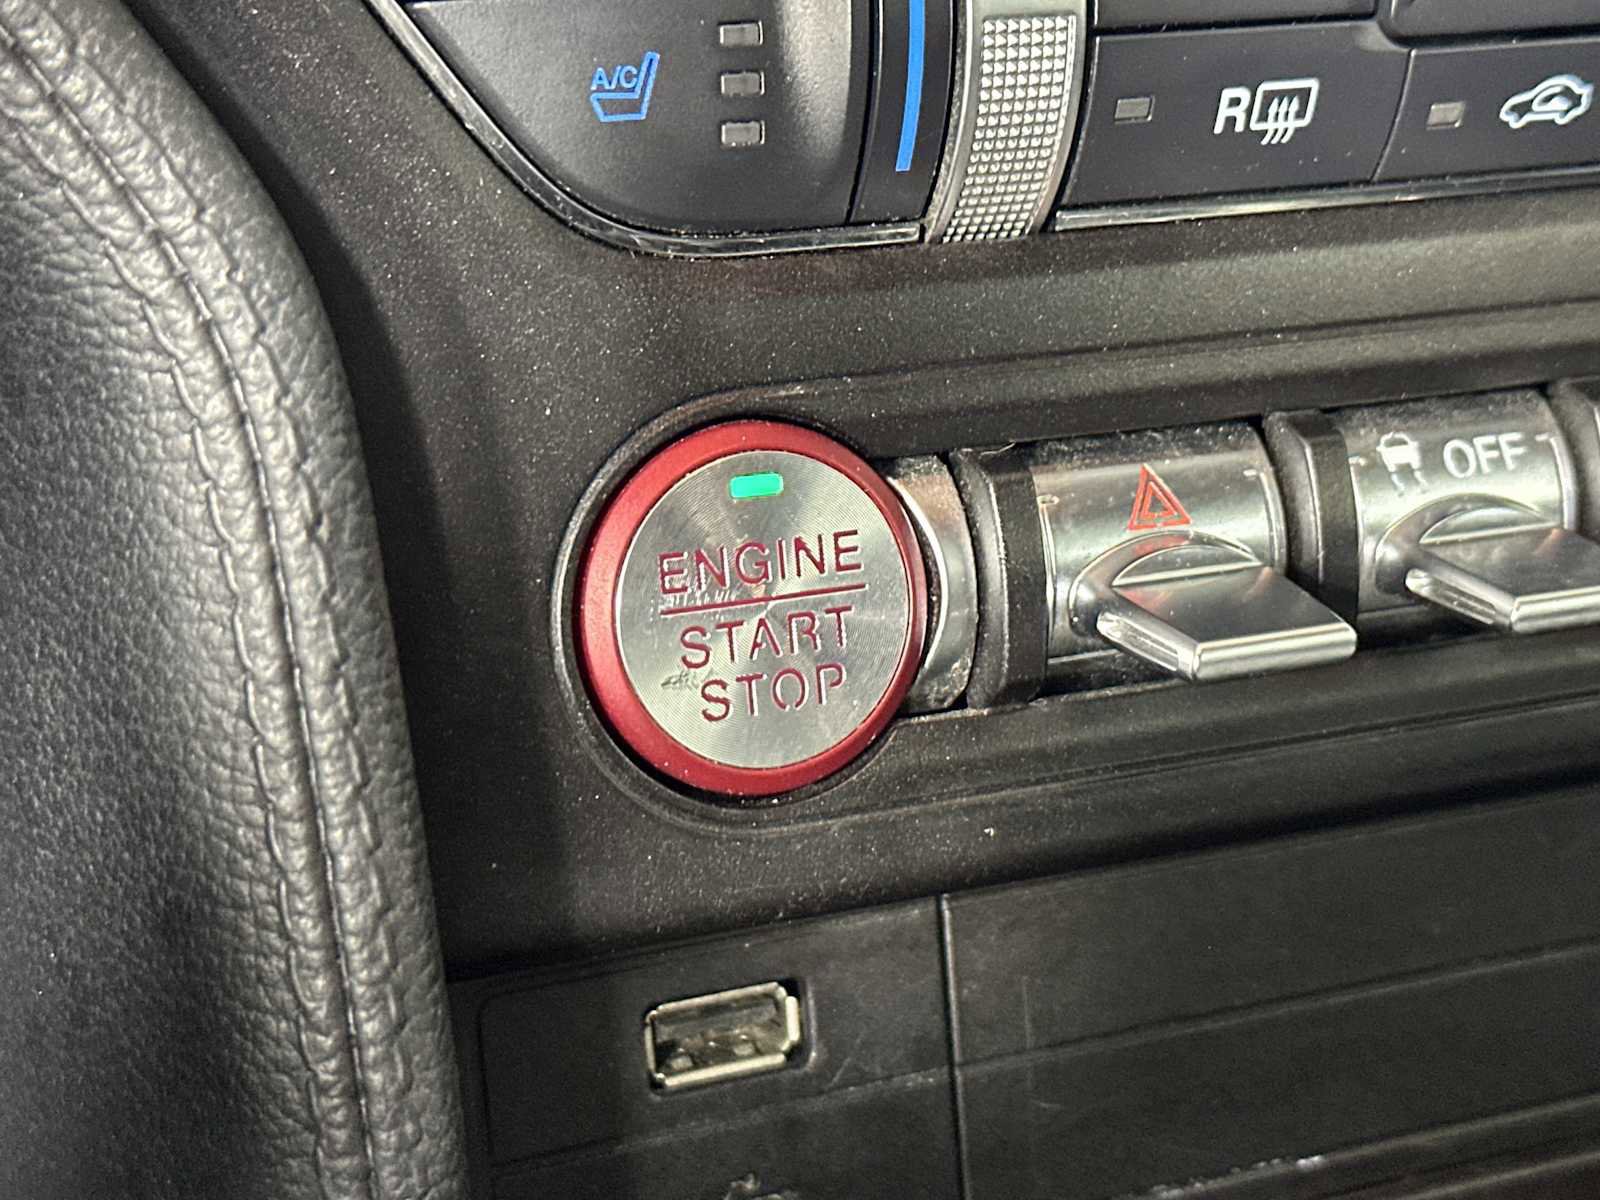 A/C
R
OFF
ENGINE
START
STOP